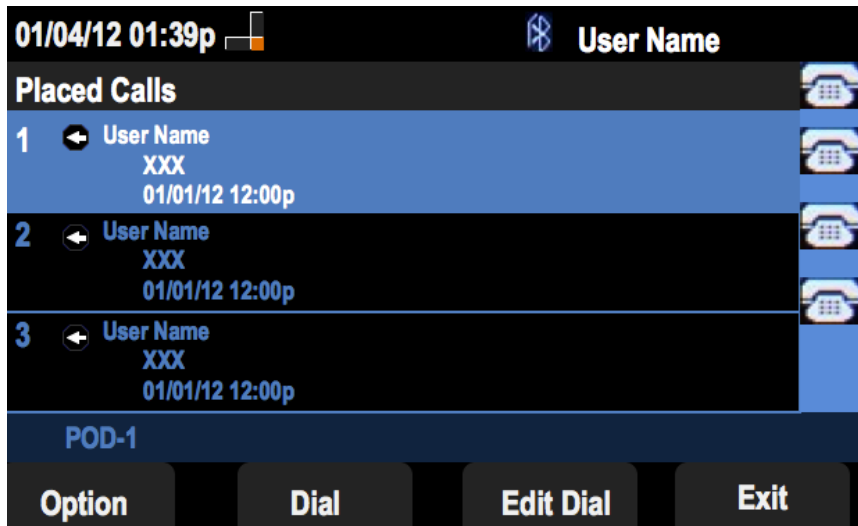 01/04/12 01:39p User Name
Placed Calls
1 User Name
XXX
01/01/12 12:00p
2 User Name
XXX
01/01/12 12:00p
3 User Name
XXX
01/01/12 12:00p
POD-1
Option Dial Edit Dial Exit